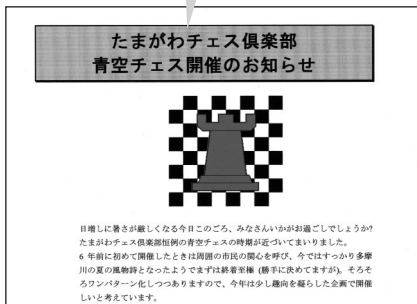 たまがわチェス倶楽部
青空チェス開催のお知らせ
日増しに暑さが厳しくなる今日このごろ、みなさんいかがお過ごしでしょうか?
たまがわチェス倶楽部恒例の青空チェスの時期が近づいてまいりました。
6 年前に初めて開催したときは周囲の市民の関心を呼び、今ではすっかり多摩
川の夏の風物詩となったようでまずは終着至極 (勝手に決めてますが)。そろそ
ろワンパターン化しつつありますので、今年は少し趣向を凝らした企画で開催
しいと考えています。